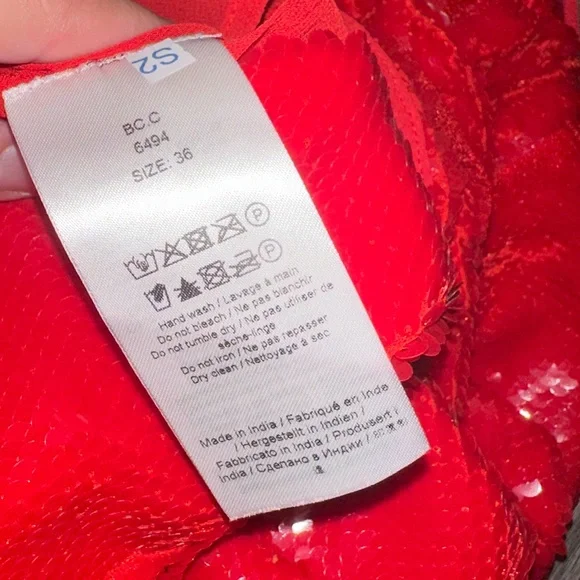 S2
BC.C
6494
SIZE: 36
P
P
Hand wash / Lavage à main
Do not bleach / Ne pas blanchir
Do not tumble dry / Ne pas utiliser de
sèche-linge
Do not iron / Ne pas repasser
Dry clean / Nettoyage à sec
Made in India / Fabriqué en Inde
/ Hergestellt in Indien /
Fabbricato in India / Produsert i
India / Сделано в Индии /